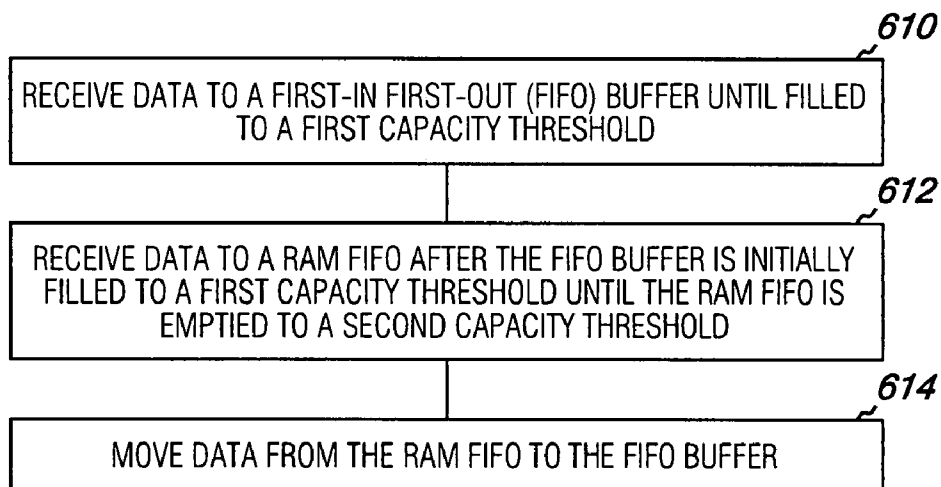 610
RECEIVE DATA TO A FIRST-IN FIRST-OUT (FIFO) BUFFER UNTIL FILLED
TO A FIRST CAPACITY THRESHOLD
612
RECEIVE DATA TO A RAM FIFO AFTER THE FIFO BUFFER IS INITIALLY
FILLED TO A FIRST CAPACITY THRESHOLD UNTIL THE RAM FIFO IS
EMPTIED TO A SECOND CAPACITY THRESHOLD
614
MOVE DATA FROM THE RAM FIFO TO THE FIFO BUFFER